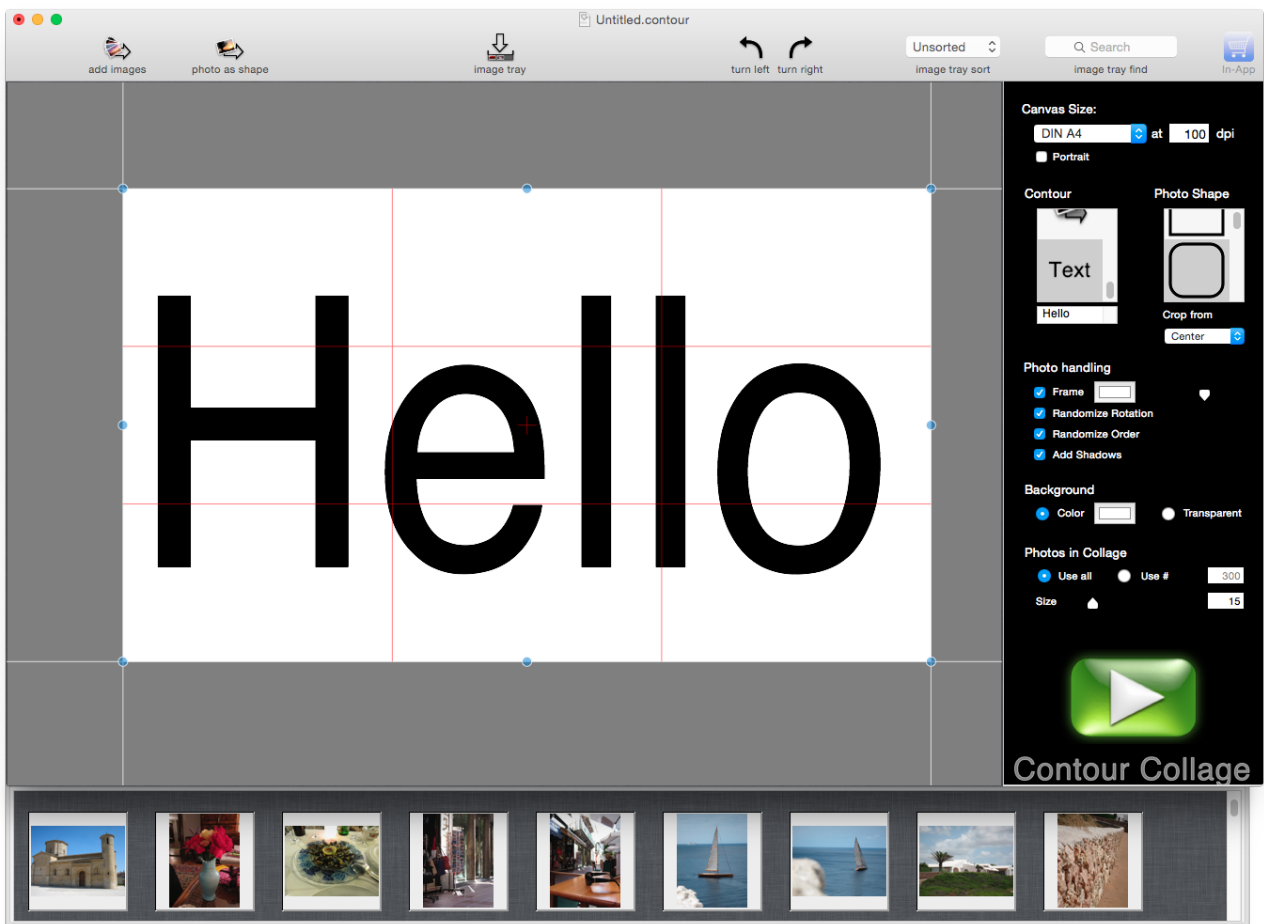 Untitled.contour
add images
photo as shape
image tray
turn left
turn right
Unsorted
image tray sort
Search
image tray find
In-App
Canvas Size:
DIN A4 at 100 dpi
Portrait
Contour
Photo Shape
Text
Hello
Crop from
Center
Photo handling
Frame
Randomize Rotation
Randomize Order
Add Shadows
Background
Color
Transparent
Photos in Collage
Use all
Use #
300
Size
15
Contour Collage
Hello